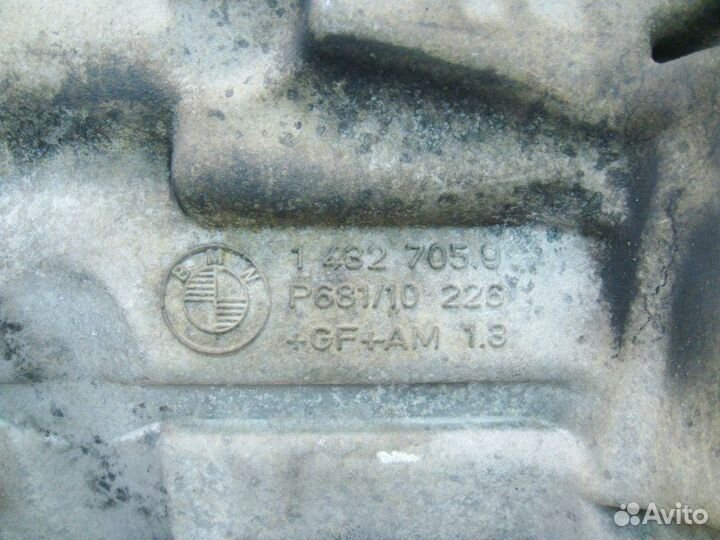 BMW
1 432 705.9
P681/10 226
+GF+AM 1.3
Avito